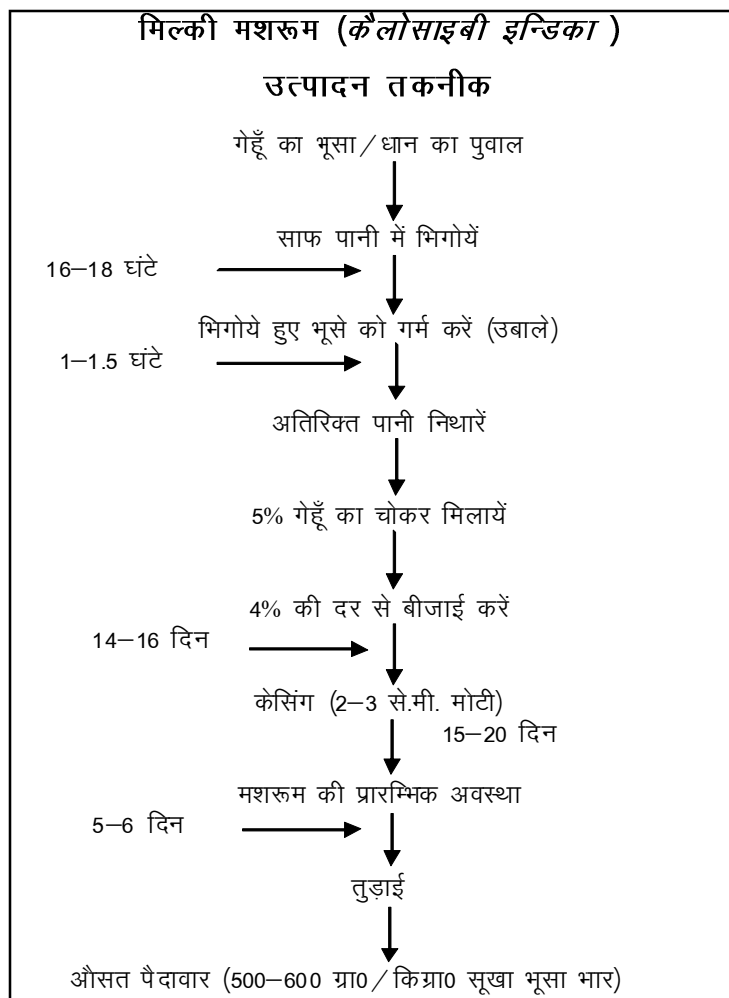 मिल्की मशरूम (कैलोसाइबी इन्डिका )
उत्पादन तकनीक
गेहूँ का भूसा/धान का पुवाल
साफ पानी में भिगोयें
16–18 घंटे
भिगोये हुए भूसे को गर्म करें (उबाले)
1–1.5 घंटे
अतिरिक्त पानी निथारें
5% गेहूँ का चोकर मिलायें
4% की दर से बीजाई करें
14–16 दिन
केसिंग (2–3 से.मी. मोटी)
15–20 दिन
मशरूम की प्रारम्भिक अवस्था
5–6 दिन
तुड़ाई
औसत पैदावार (500–600 ग्रा0/किग्रा0 सूखा भूसा भार)